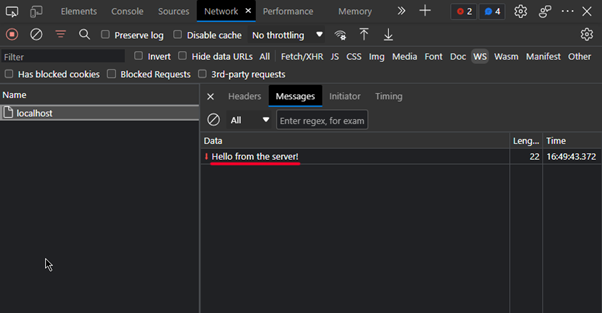 Elements Console Sources Network Performance Memory 2 4
Preserve log Disable cache No throttling
Filter Invert Hide data URLs All Fetch/XHR JS CSS Img Media Font Doc WS Wasm Manifest Other
Has blocked cookies Blocked Requests 3rd-party requests
Name Headers Messages Initiator Timing
localhost All Enter regex, for exam
Data Leng... Time
Hello from the server! 22 16:49:43.372